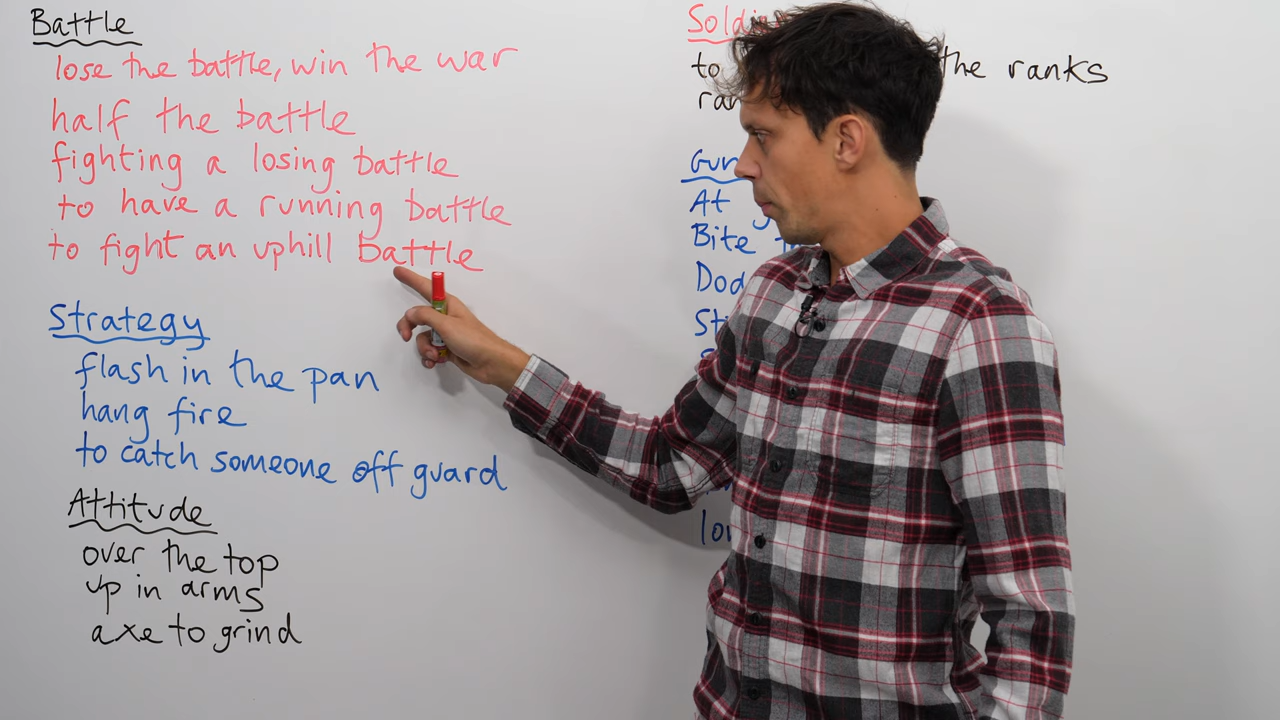 Battle
lose the battle, win the war
half the battle
fighting a losing battle
to have a running battle
to fight an uphill battle
Strategy
flash in the pan
hang fire
to catch someone off guard
Attitude
over the top
up in arms
axe to grind
to the ranks
At
Bite